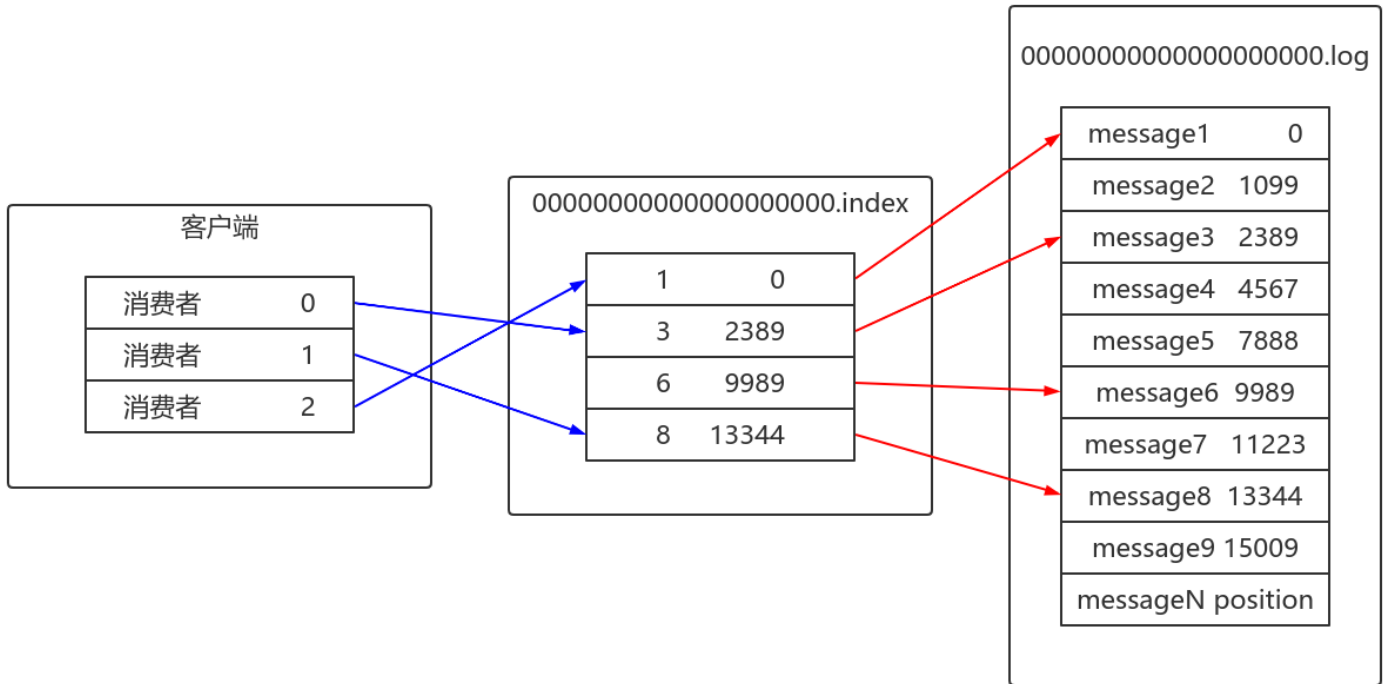 客户端
消费者 0
消费者 1
消费者 2
00000000000000000000.index
1 0
3 2389
6 9989
8 13344
00000000000000000000.log
message1 0
message2 1099
message3 2389
message4 4567
message5 7888
message6 9989
message7 11223
message8 13344
message9 15009
messageN position